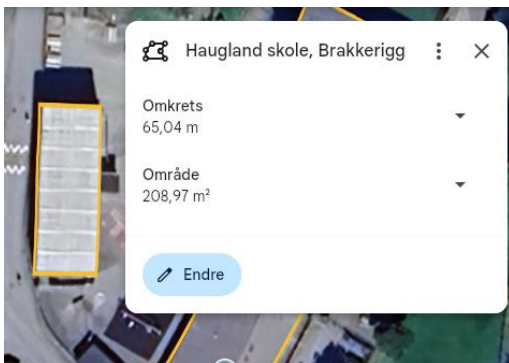 Haugland skole, Brakkerigg
Omkrets
65,04 m
Område
208,97 m²
Endre